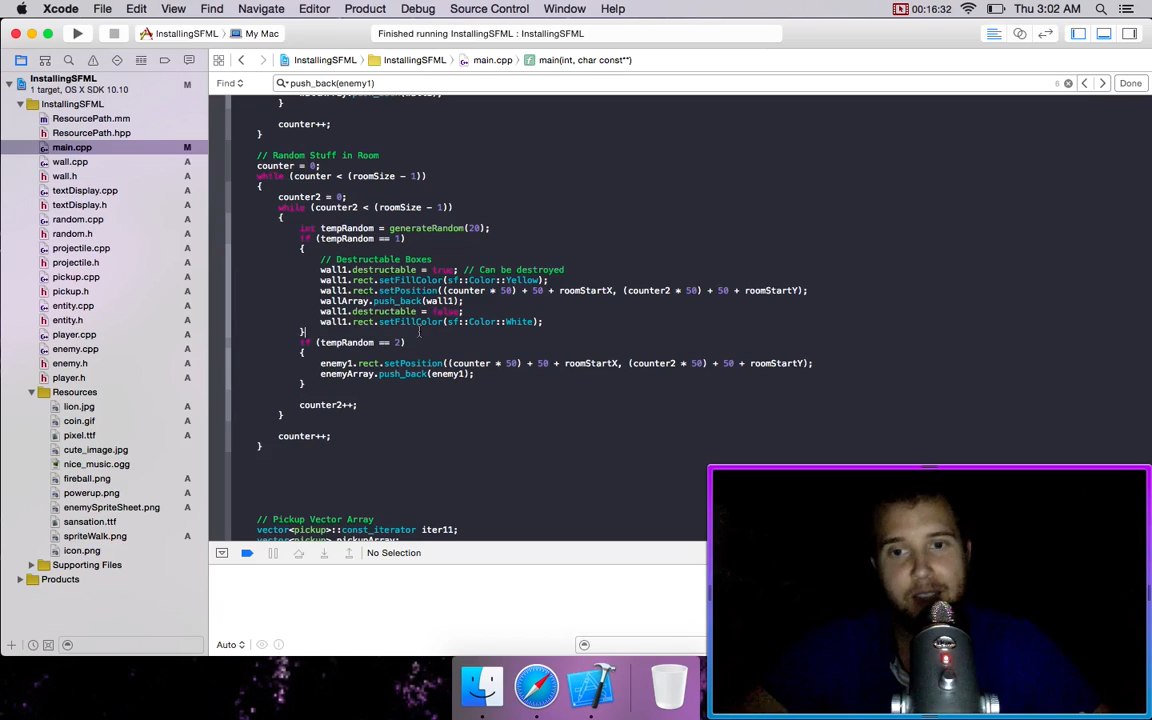 Xcode File Edit View Find Navigate Editor Product Debug Source Control Window Help 00:16:32 Thu 3:02 AM
InstallingSFML My Mac Finished running InstallingSFML : InstallingSFML
InstallingSFML InstallingSFML main.cpp main(int, char const**)
Find push_back(enemy1) 6 Done
InstallingSFML M
1 target, OS X SDK 10.10
InstallingSFML
ResourcePath.mm
ResourcePath.hpp
main.cpp M
wall.cpp A
wall.h A
textDisplay.cpp A
textDisplay.h A
random.cpp A
random.h A
projectile.cpp A
projectile.h A
pickup.cpp A
pickup.h A
entity.cpp A
entity.h A
player.cpp A
enemy.cpp A
enemy.h A
player.h A
Resources
lion.jpg A
coin.gif A
pixel.ttf A
cute_image.jpg
nice_music.ogg
fireball.png A
powerup.png A
enemySpriteSheet.png A
sansation.ttf
spriteWalk.png A
icon.png
Supporting Files
Products
}
counter++;
}
// Random Stuff in Room
counter = 0;
while (counter < (roomSize - 1))
{
counter2 = 0;
while (counter2 < (roomSize - 1))
{
int tempRandom = generateRandom(20);
if (tempRandom == 1)
{
// Destructable Boxes
wall1.destructable = true; // Can be destroyed
wall1.rect.setFillColor(sf::Color::Yellow);
wall1.rect.setPosition((counter * 50) + 50 + roomStartX, (counter2 * 50) + 50 + roomStartY);
wallArray.push_back(wall1);
wall1.destructable = false;
wall1.rect.setFillColor(sf::Color::White);
}
if (tempRandom == 2)
{
enemy1.rect.setPosition((counter * 50) + 50 + roomStartX, (counter2 * 50) + 50 + roomStartY);
enemyArray.push_back(enemy1);
}
counter2++;
}
counter++;
}
// Pickup Vector Array
vector<pickup>::const_iterator iter11;
vector<pickup> pickupArray;
No Selection
Auto